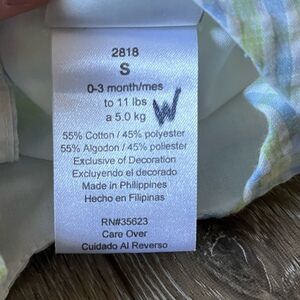 2818
S
0-3 month/mes
to 11 lbs
a 5.0 kg W
55% Cotton / 45% polyester
55% Algodon / 45% poliester
Exclusive of Decoration
Excluyendo el decorado
Made in Philippines
Hecho en Filipinas
RN#35623
Care Over
Cuidado Al Reverso